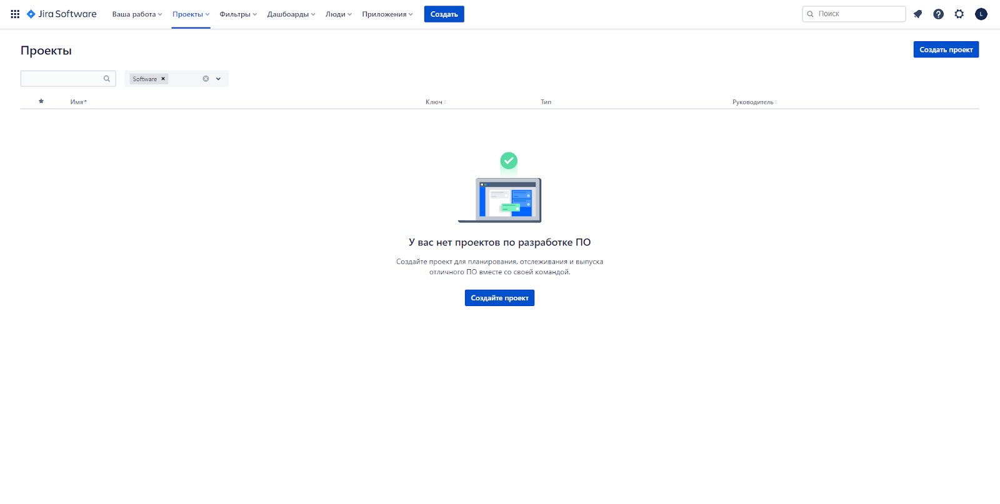 Jira Software Ваша работа Проекты Фильтры Дашборды Люди Приложения Создать Поиск L
Проекты Создать проект
Software
Имя Ключ Тип Руководитель
У вас нет проектов по разработке ПО
Создайте проект для планирования, отслеживания и выпуска
отличного ПО вместе со своей командой.
Создайте проект